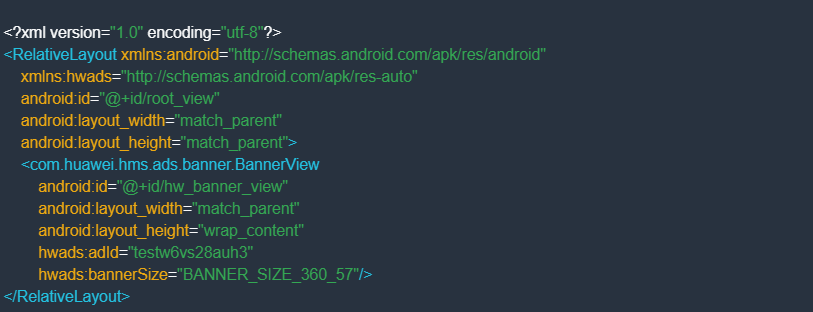 <?xml version="1.0" encoding="utf-8"?>
<RelativeLayout xmlns:android="http://schemas.android.com/apk/res/android"
    xmlns:hwads="http://schemas.android.com/apk/res-auto"
    android:id="@+id/root_view"
    android:layout_width="match_parent"
    android:layout_height="match_parent">
    <com.huawei.hms.ads.banner.BannerView
        android:id="@+id/hw_banner_view"
        android:layout_width="match_parent"
        android:layout_height="wrap_content"
        hwads:adId="testw6vs28auh3"
        hwads:bannerSize="BANNER_SIZE_360_57"/>
</RelativeLayout>